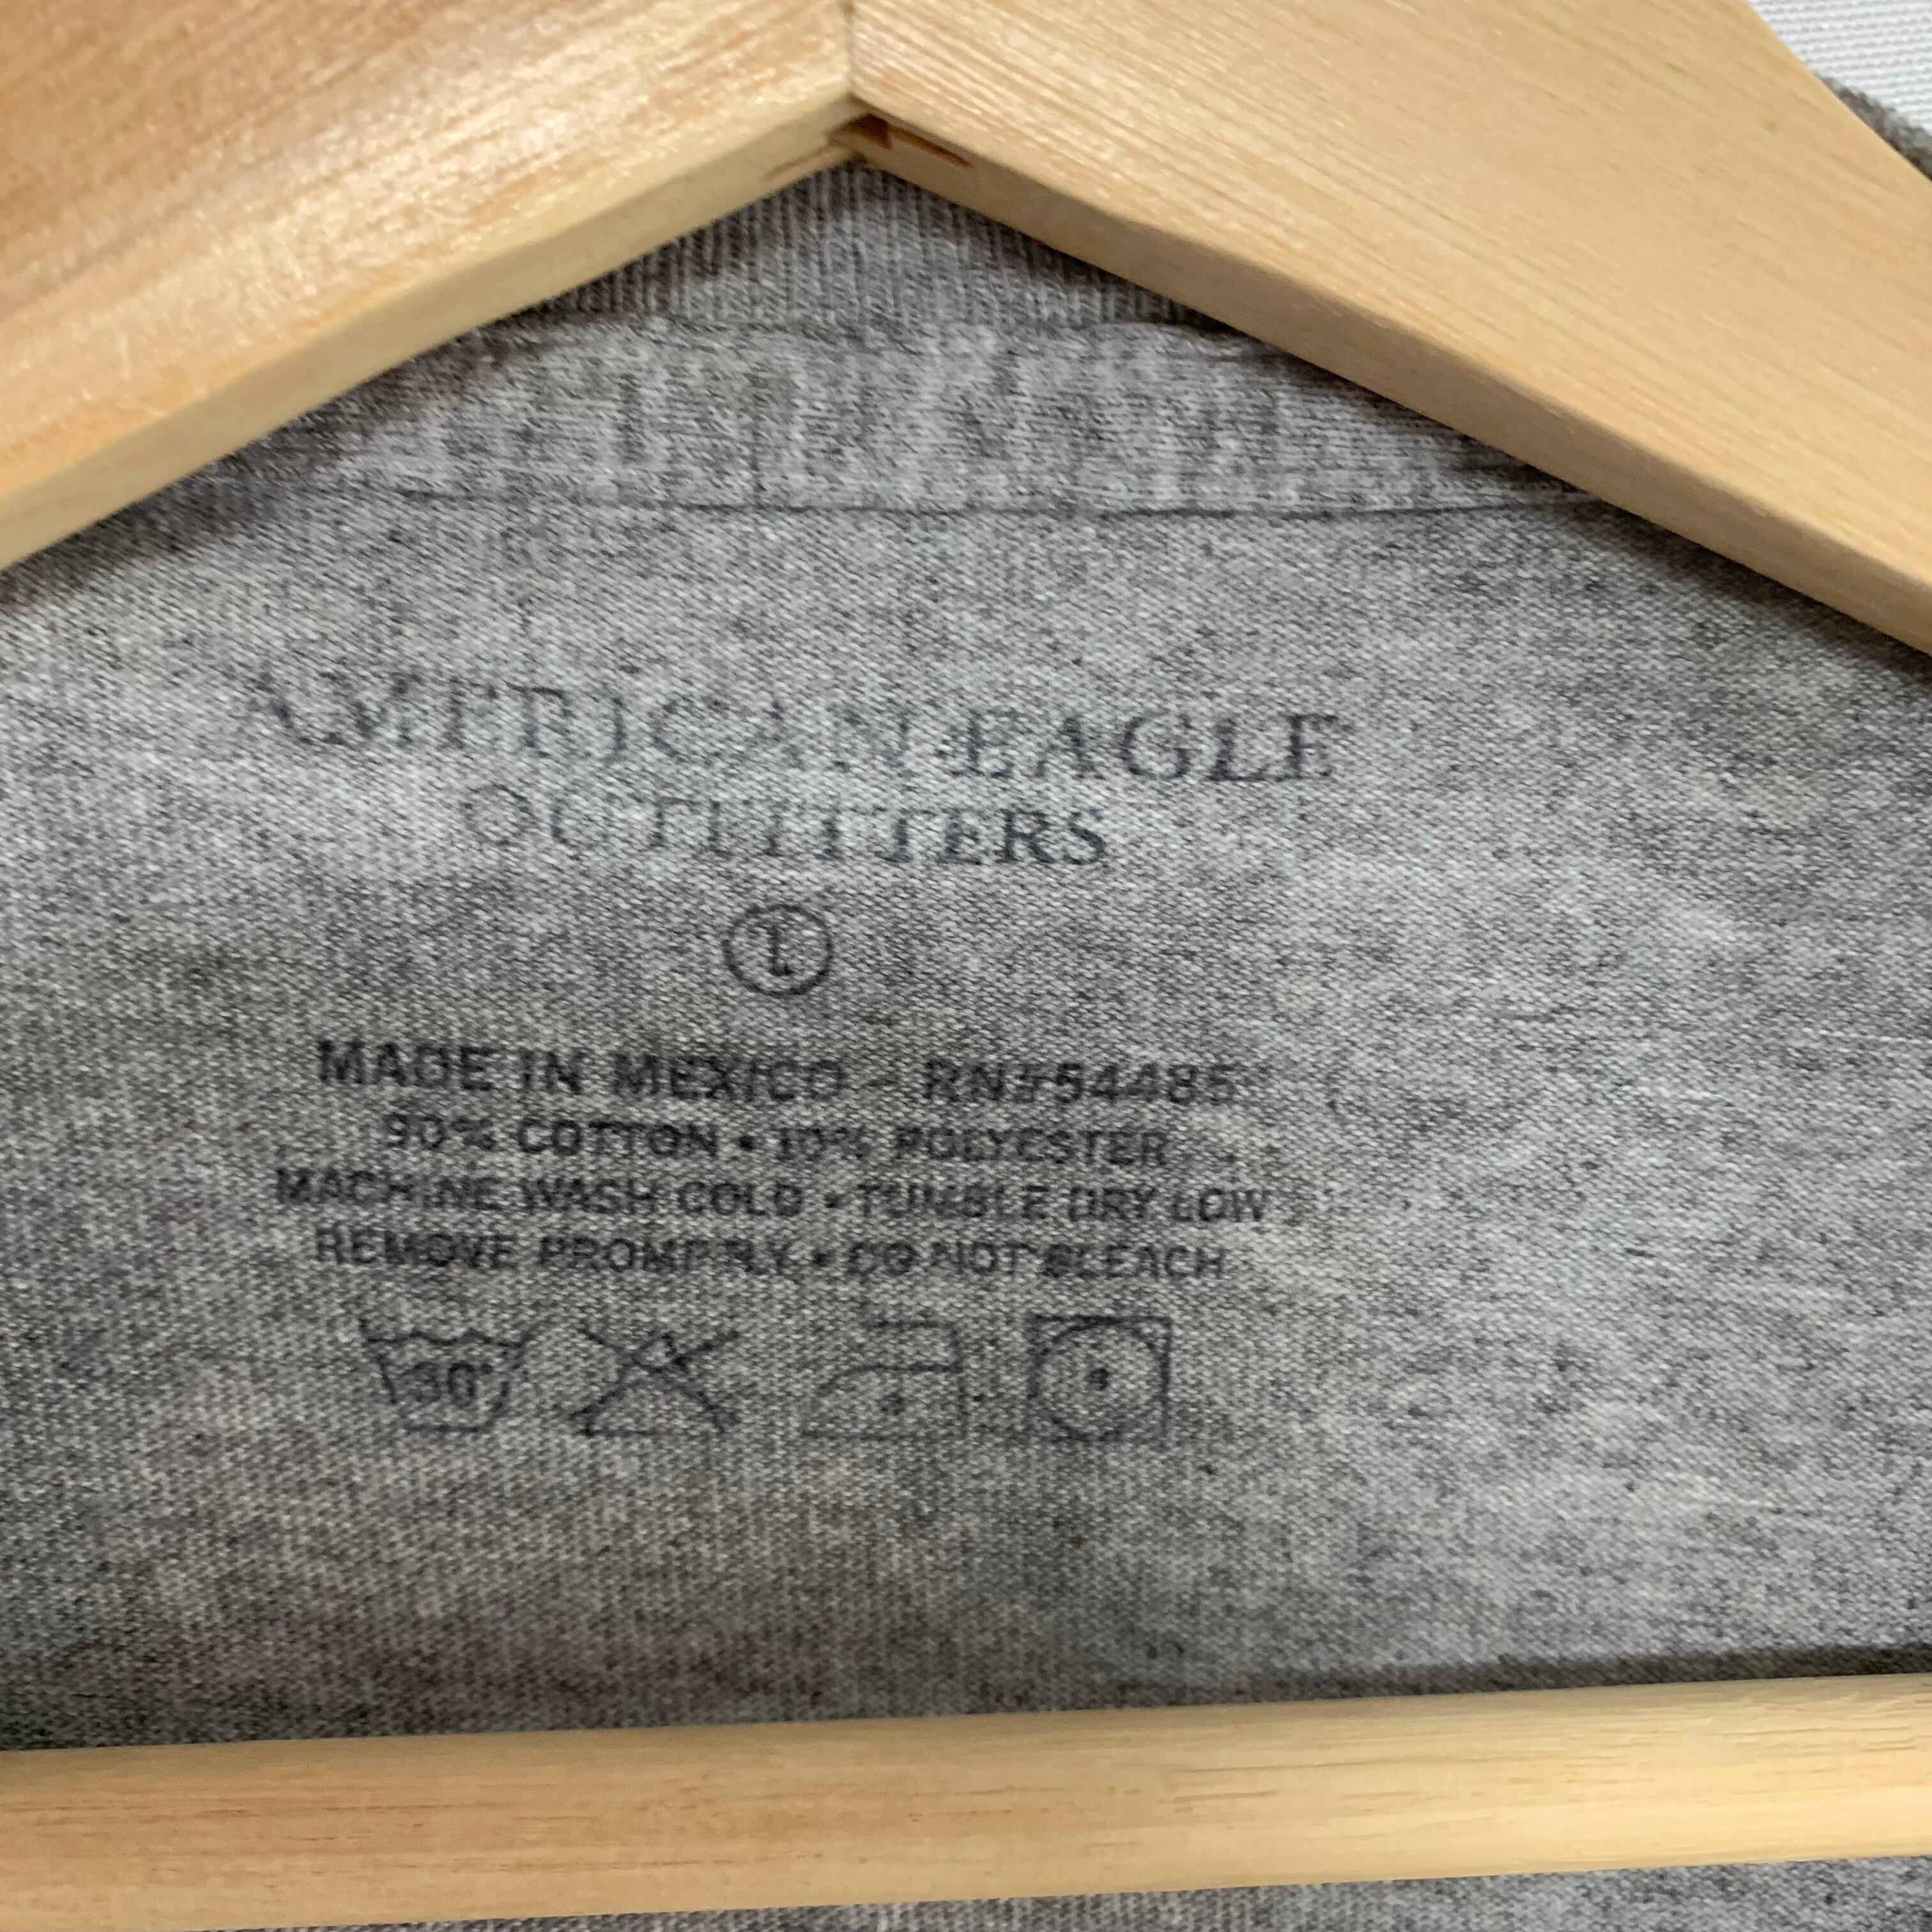 AMERICAN EAGLE
OUTFITTERS
L
MADE IN MEXICO RN#54485
90% COTTON • 10% POLYESTER
MACHINE WASH COLD • TUMBLE DRY LOW
REMOVE PROMPTLY • DO NOT BLEACH
30°